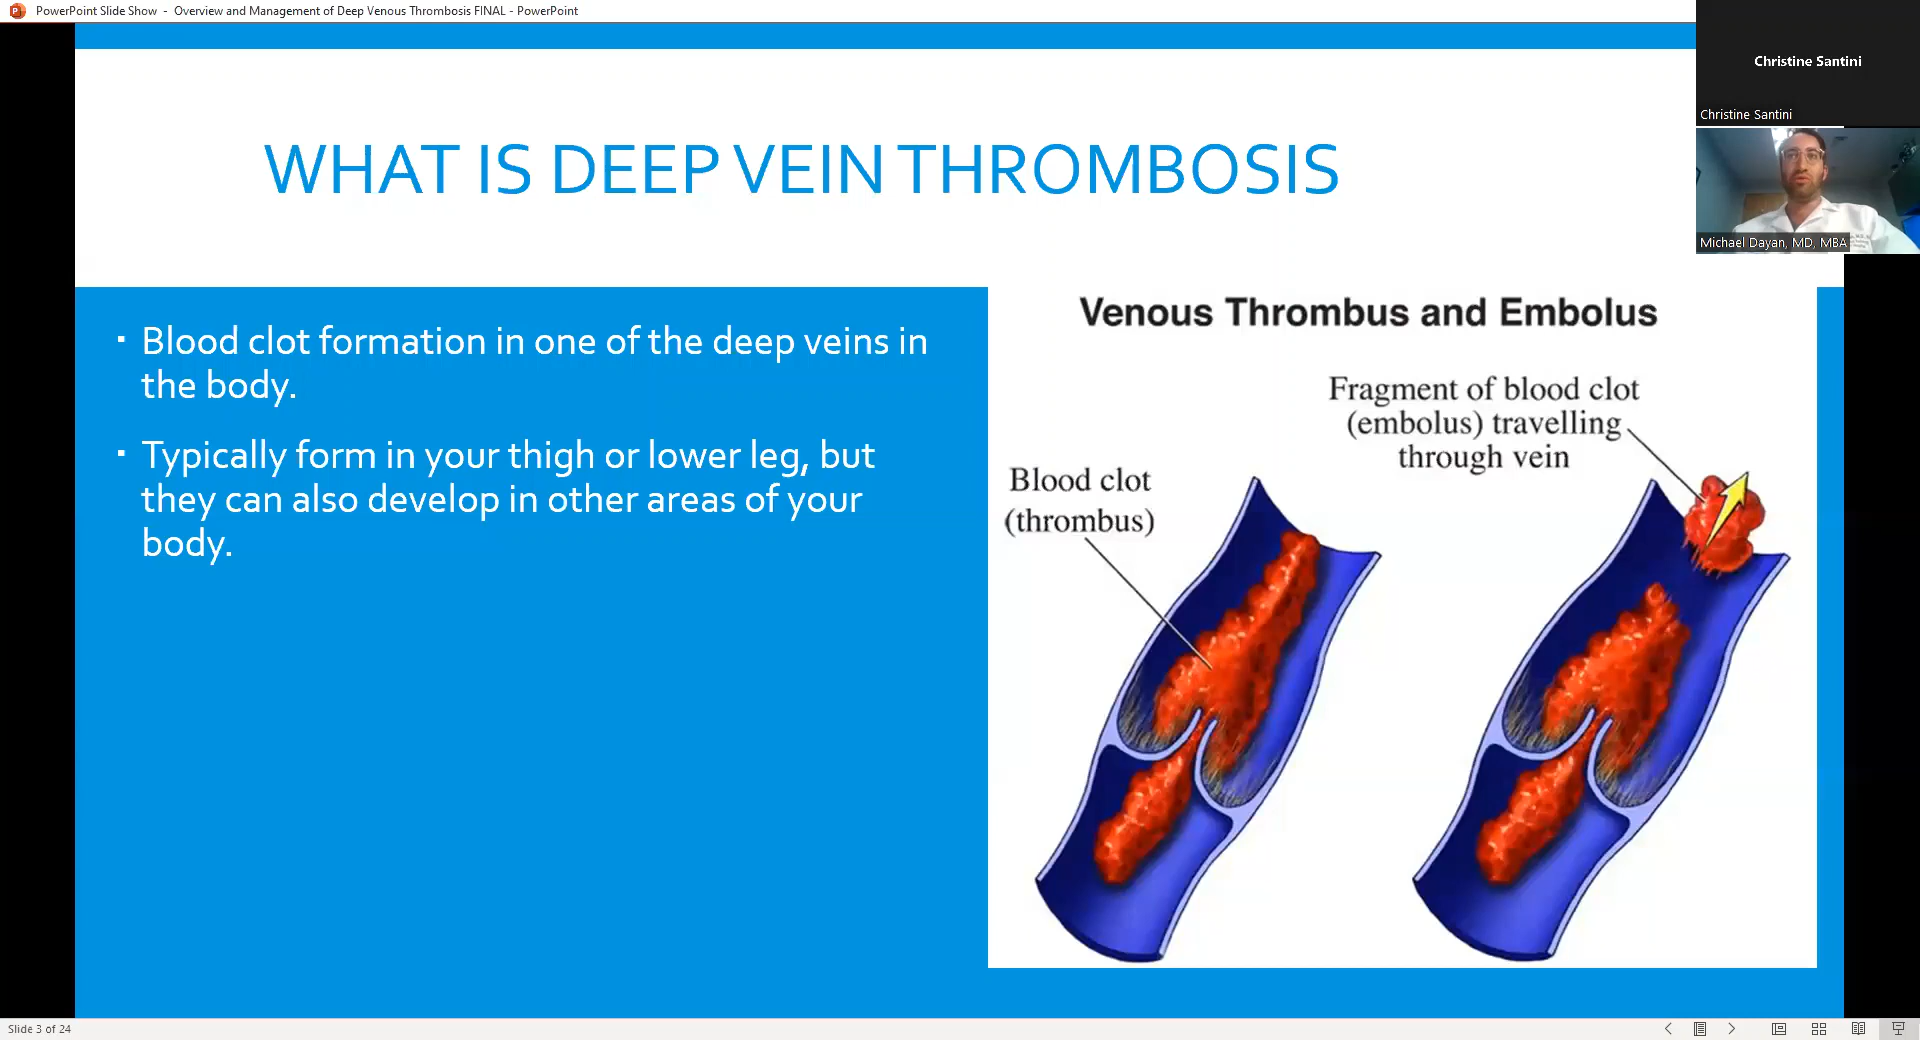 PowerPoint Slide Show - Overview and Management of Deep Venous Thrombosis FINAL - PowerPoint
Christine Santini
Christine Santini
Michael Dayan, MD, MBA
WHAT IS DEEP VEIN THROMBOSIS
▪ Blood clot formation in one of the deep veins in
the body.
▪ Typically form in your thigh or lower leg, but
they can also develop in other areas of your
body.
Venous Thrombus and Embolus
Fragment of blood clot
(embolus) travelling
through vein
Blood clot
(thrombus)
Slide 3 of 24